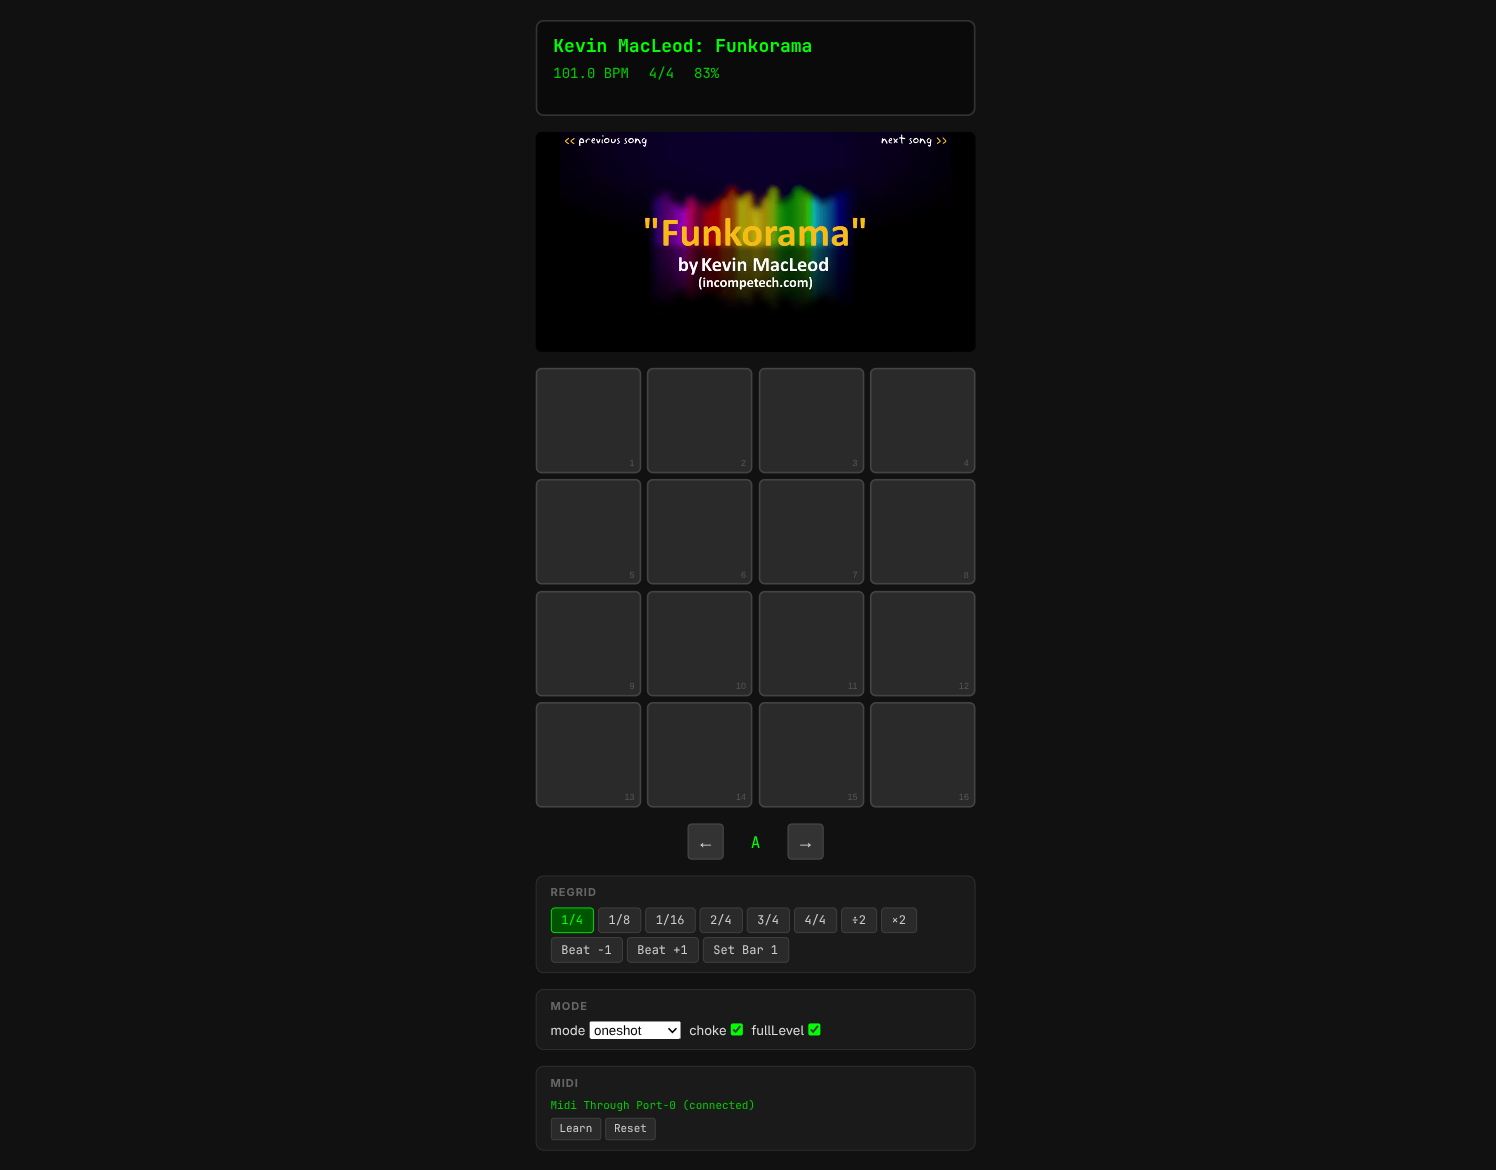 Kevin MacLeod: Funkorama
101.0 BPM 4/4 83%
<< previous song next song >>
"Funkorama"
by Kevin MacLeod
(incompetech.com)
1 2 3 4
5 6 7 8
9 10 11 12
13 14 15 16
← A →
REGRID
1/4 1/8 1/16 2/4 3/4 4/4 ÷2 ×2
Beat -1 Beat +1 Set Bar 1
MODE
mode oneshot choke fullLevel
MIDI
Midi Through Port-0 (connected)
Learn Reset